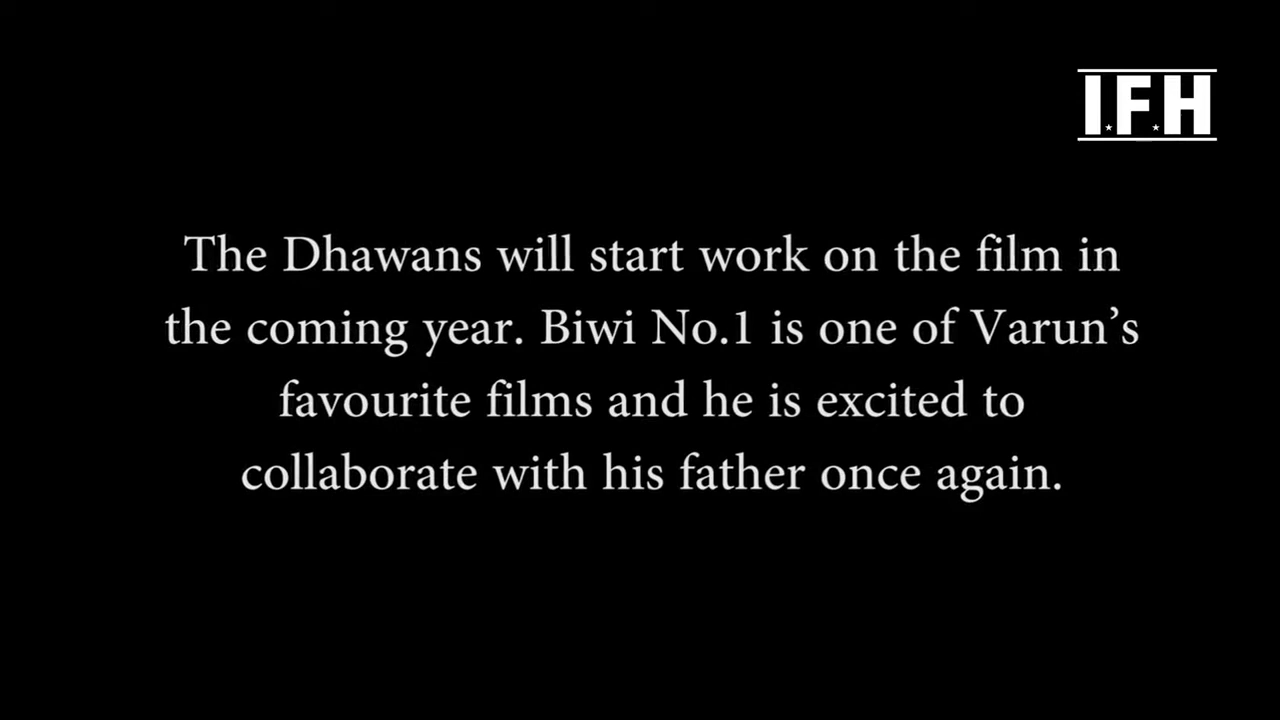 I.F.H
The Dhawans will start work on the film in
the coming year. Biwi No.1 is one of Varun’s
favourite films and he is excited to
collaborate with his father once again.